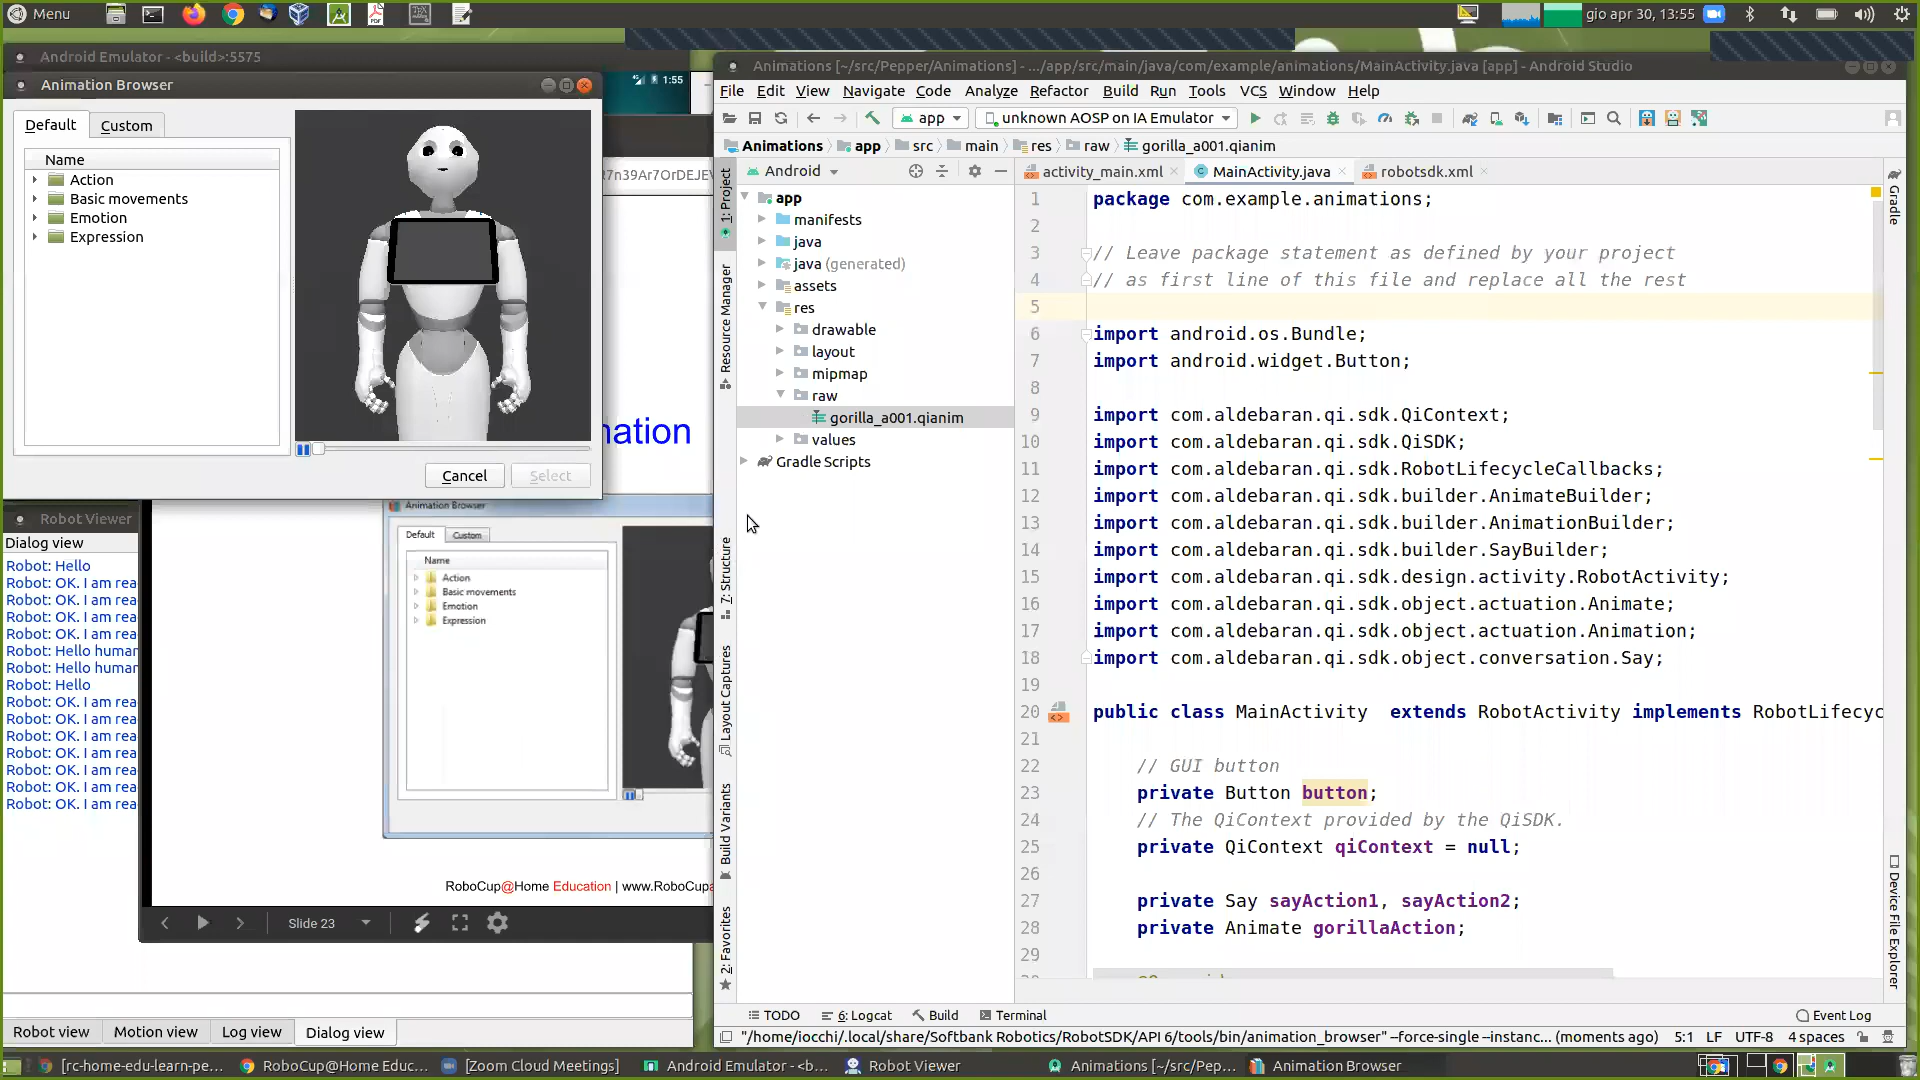 Menu
gio apr 30, 13:55
Android Emulator - <build>:5575
1:55
Animation Browser
Default
Custom
Name
Action
Basic movements
Emotion
Expression
Cancel
Select
Robot Viewer
Dialog view
Robot: Hello
Robot: OK. I am rea
Robot: OK. I am rea
Robot: OK. I am rea
Robot: OK. I am rea
Robot: Hello humar
Robot: Hello humar
Robot: Hello
Robot: OK. I am rea
Robot: OK. I am rea
Robot: OK. I am rea
Robot: OK. I am rea
Robot: OK. I am rea
Robot: OK. I am rea
Robot: OK. I am rea
R7n39Ar7OrDEJEV
nation
Animation Browser
Default
Custom
Name
Action
Basic movements
Emotion
Expression
RoboCup@Home Education | www.RoboCupa
Slide 23
Robot view
Motion view
Log view
Dialog view
Animations [~/src/Pepper/Animations] - .../app/src/main/java/com/example/animations/MainActivity.java [app] - Android Studio
File Edit View Navigate Code Analyze Refactor Build Run Tools VCS Window Help
app
unknown AOSP on IA Emulator
Animations app src main res raw gorilla_a001.qianim
Android
activity_main.xml
MainActivity.java
robotsdk.xml
1: Project
Resource Manager
7: Structure
Layout Captures
Build Variants
2: Favorites
app
manifests
java
java (generated)
assets
res
drawable
layout
mipmap
raw
gorilla_a001.qianim
values
Gradle Scripts
1 package com.example.animations;
2
3 // Leave package statement as defined by your project
4 // as first line of this file and replace all the rest
5
6 import android.os.Bundle;
7 import android.widget.Button;
8
9 import com.aldebaran.qi.sdk.QiContext;
10 import com.aldebaran.qi.sdk.QiSDK;
11 import com.aldebaran.qi.sdk.RobotLifecycleCallbacks;
12 import com.aldebaran.qi.sdk.builder.AnimateBuilder;
13 import com.aldebaran.qi.sdk.builder.AnimationBuilder;
14 import com.aldebaran.qi.sdk.builder.SayBuilder;
15 import com.aldebaran.qi.sdk.design.activity.RobotActivity;
16 import com.aldebaran.qi.sdk.object.actuation.Animate;
17 import com.aldebaran.qi.sdk.object.actuation.Animation;
18 import com.aldebaran.qi.sdk.object.conversation.Say;
19
20 public class MainActivity extends RobotActivity implements RobotLifecyc
21
22 // GUI button
23 private Button button;
24 // The QiContext provided by the QiSDK.
25 private QiContext qiContext = null;
26
27 private Say sayAction1, sayAction2;
28 private Animate gorillaAction;
29
Gradle
Device File Explorer
TODO
6: Logcat
Build
Terminal
Event Log
"/home/iocchi/.local/share/Softbank Robotics/RobotSDK/API 6/tools/bin/animation_browser" --force-single --instanc... (moments ago)
5:1 LF UTF-8 4 spaces
[rc-home-edu-learn-pe...
RoboCup@Home Educ...
[Zoom Cloud Meetings]
Android Emulator - <b...
Robot Viewer
Animations [~/src/Pep...
Animation Browser